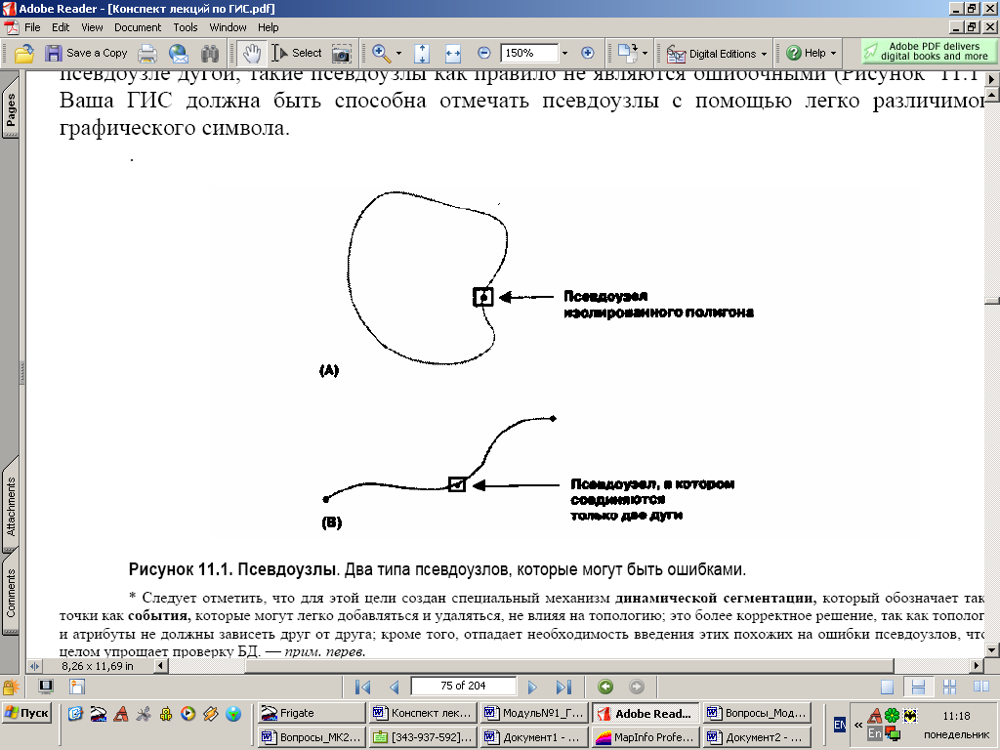 Adobe Reader - [Конспект лекций по ГИС.pdf]
File Edit View Document Tools Window Help
Save a Copy Select 150% Digital Editions Help Adobe PDF delivers
digital books and more
Pages
псевдоузле дугой, такие псевдоузлы как правило не являются ошибочными (Рисунок 11.1
Ваша ГИС должна быть способна отмечать псевдоузлы с помощью легко различимо
графического символа.
.
Псевдоузел
изолированного полигона
(A)
Псевдоузел, в котором
соединяются
только две дуги
(B)
Attachments
Comments
Рисунок 11.1. Псевдоузлы. Два типа псевдоузлов, которые могут быть ошибками.
* Следует отметить, что для этой цели создан специальный механизм динамической сегментации, который обозначает так
точки как события, которые могут легко добавляться и удаляться, не влияя на топологию; это более корректное решение, так как тополог
и атрибуты не должны зависеть друг от друга; кроме того, отпадает необходимость введения этих похожих на ошибки псевдоузлов, что
целом упрощает проверку БД. — прим. перев.
8,26 x 11,69 in
75 of 204
Пуск Frigate Конспект лек... МодульN91_Г... Adobe Read... Вопросы_Мод... EN 11:18
Вопросы_МК2... [343-937-592]... Документ1 - ... MapInfo Profe... Документ2 - ... En понедельник